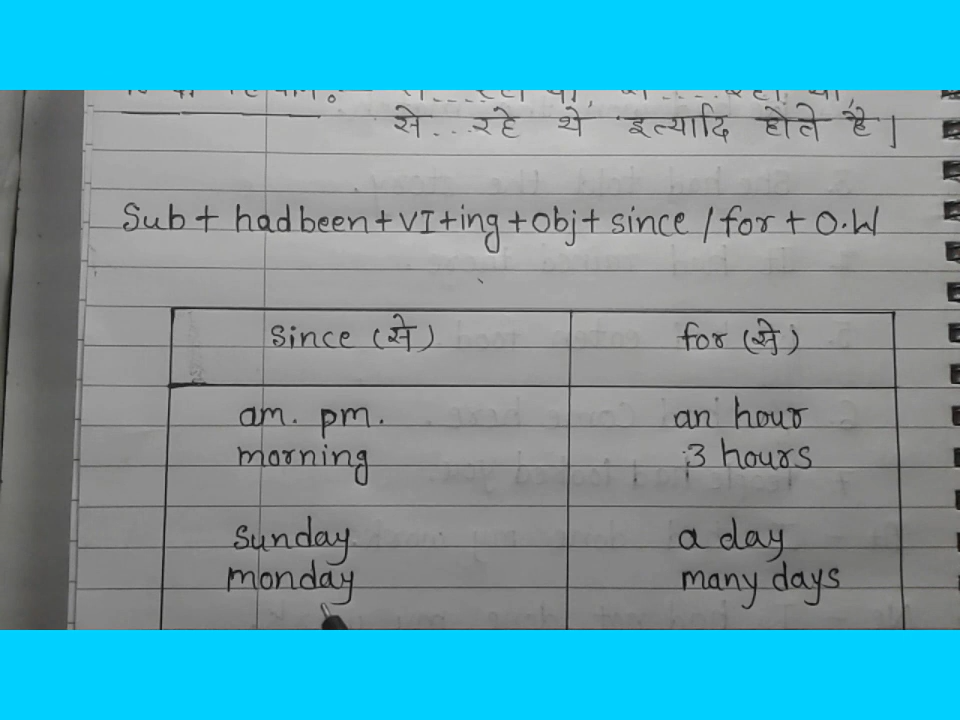 से...रहे थे इत्यादि होते है।
Sub + had been + VI + ing + Obj + since / for + O.W
since (से) for (से)
am. pm. an hour
morning 3 hours
sunday a day
monday many days